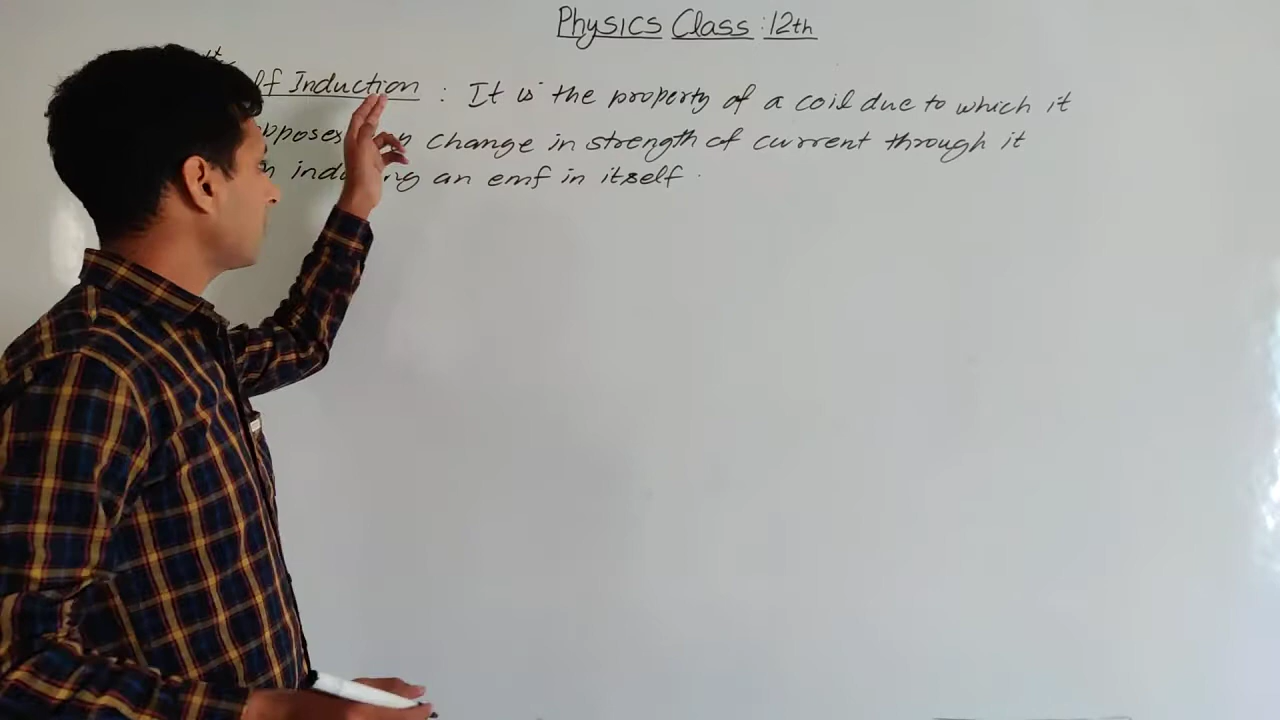 Physics Class : 12th
Induction : It is the property of a coil due to which it
opposes change in strength of current through it
an emf in itself